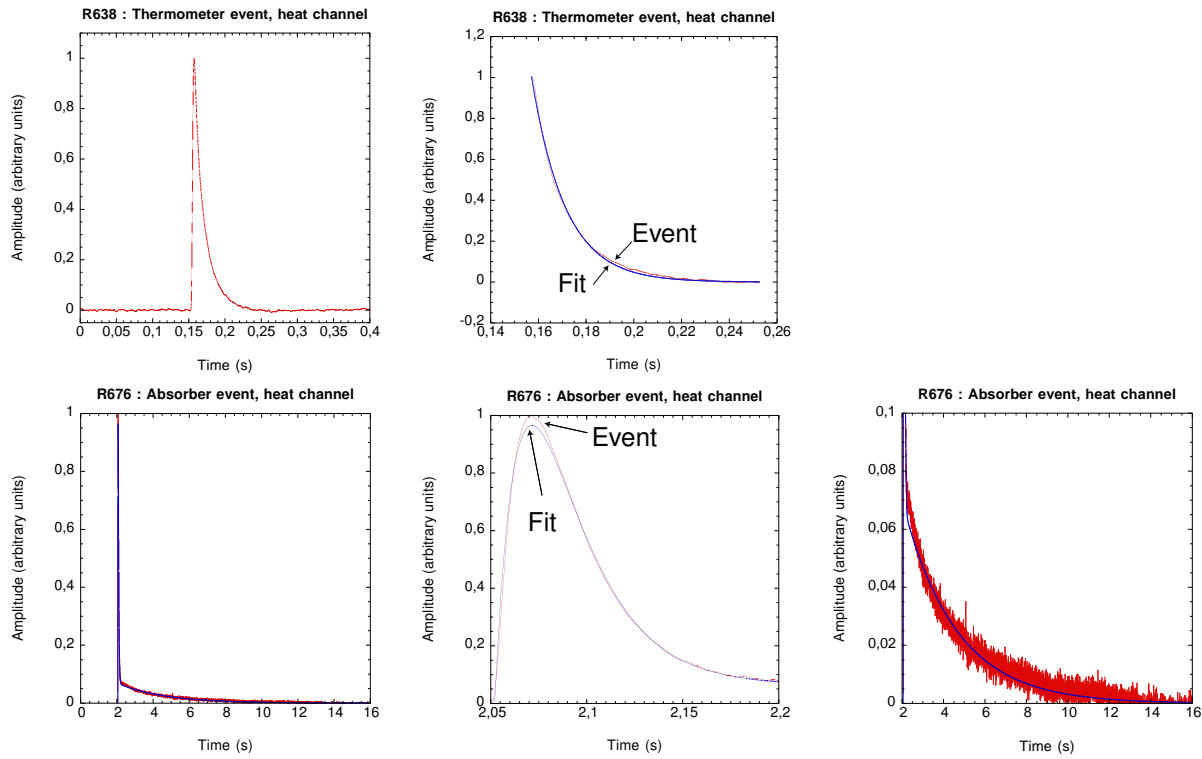 R638 : Thermometer event, heat channel
Amplitude (arbitrary units)
1
0,8
0,6
0,4
0,2
0
0 0,05 0,1 0,15 0,2 0,25 0,3 0,35 0,4
Time (s)
R638 : Thermometer event, heat channel
Amplitude (arbitrary units)
1,2
1
0,8
0,6
0,4
0,2
0
-0,2
Event
Fit
0,14 0,16 0,18 0,2 0,22 0,24 0,26
Time (s)
R676 : Absorber event, heat channel
Amplitude (arbitrary units)
1
0,8
0,6
0,4
0,2
0
0 2 4 6 8 10 12 14 16
Time (s)
R676 : Absorber event, heat channel
Amplitude (arbitrary units)
1
0,8
0,6
0,4
0,2
0
Event
Fit
2,05 2,1 2,15 2,2
Time (s)
R676 : Absorber event, heat channel
Amplitude (arbitrary units)
0,1
0,08
0,06
0,04
0,02
0
2 4 6 8 10 12 14 16
Time (s)